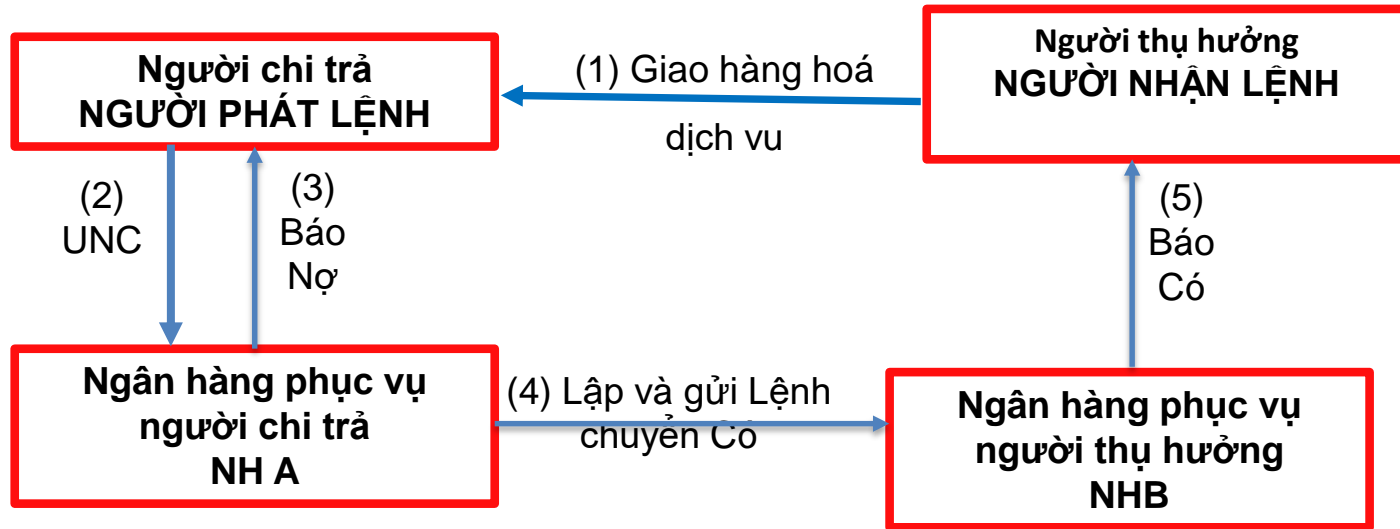 Người chi trả
NGƯỜI PHÁT LỆNH
(1) Giao hàng hoá
dịch vu
Người thụ hưởng
NGƯỜI NHẬN LỆNH
(2)
UNC
(3)
Báo
Nợ
(5)
Báo
Có
Ngân hàng phục vụ
người chi trả
NH A
(4) Lập và gửi Lệnh
chuyển Có
Ngân hàng phục vụ
người thụ hưởng
NHB